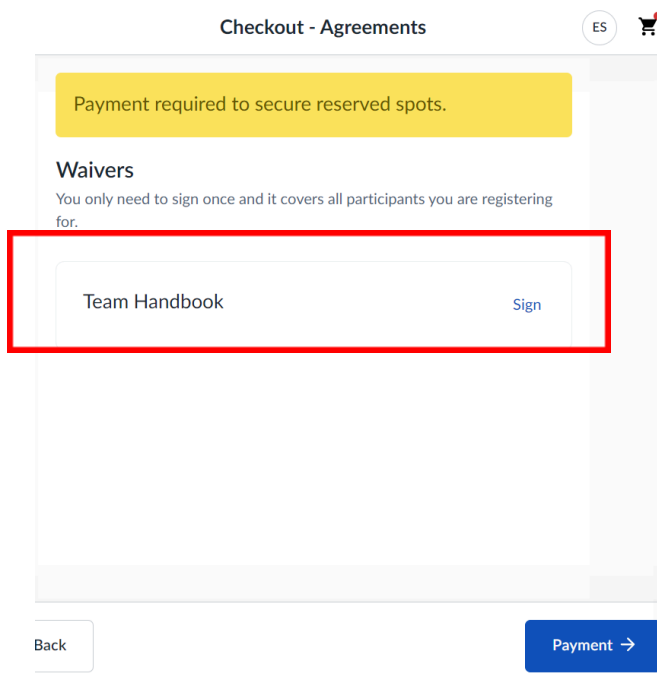 Checkout - Agreements
ES
Payment required to secure reserved spots.
Waivers
You only need to sign once and it covers all participants you are registering
for.
Team Handbook
Sign
Back
Payment →